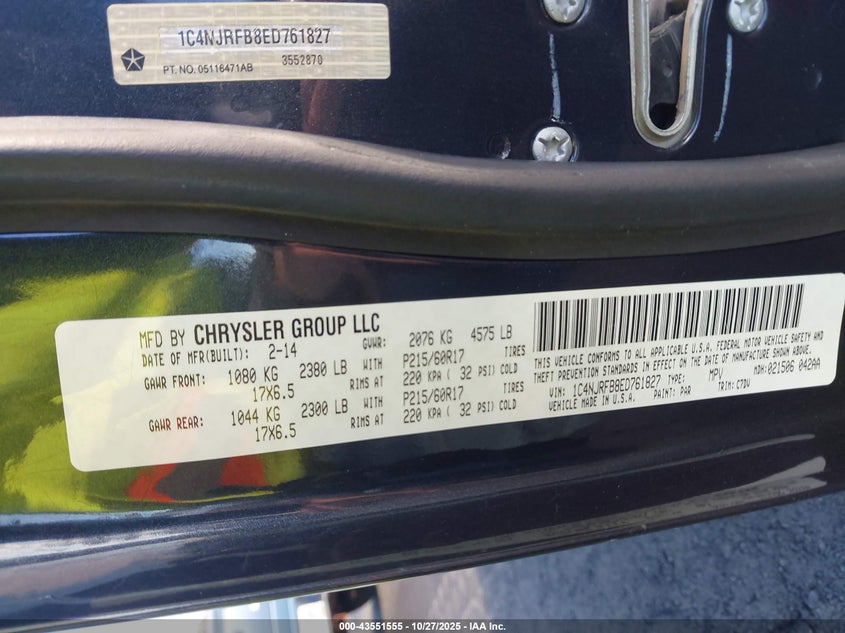 1C4NJRFB8ED761827
PT. NO. 05116471AB 3552870
MFD BY CHRYSLER GROUP LLC
DATE OF MFR(BUILT): 2-14 GVWR: 2076 KG 4575 LB
GAWR FRONT: 1080 KG 2380 LB WITH P215/60R17 TIRES
17X6.5 RIMS AT 220 KPA ( 32 PSI) COLD
GAWR REAR: 1044 KG 2300 LB WITH P215/60R17 TIRES
17X6.5 RIMS AT 220 KPA ( 32 PSI) COLD
THIS VEHICLE CONFORMS TO ALL APPLICABLE U.S.A. FEDERAL MOTOR VEHICLE SAFETY AND
THEFT PREVENTION STANDARDS IN EFFECT ON THE DATE OF MANUFACTURE SHOWN ABOVE.
VIN: 1C4NJRFB8ED761827 TYPE: MPV MDH:021506 042AA
VEHICLE MADE IN U.S.A. PAINT: PAR TRIM: C7DV
000-43551555 | 10/27/2025 | IAA Inc.